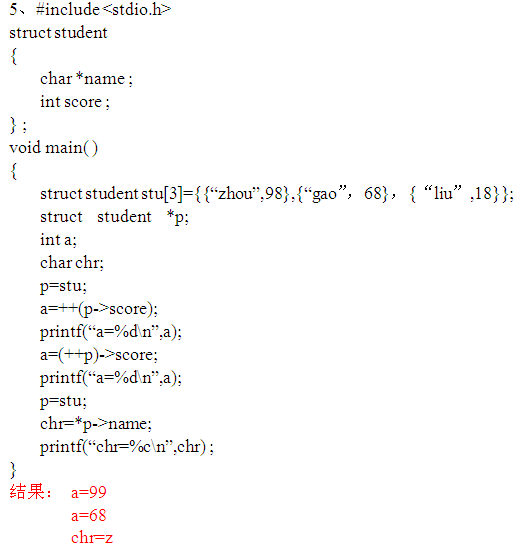 5、#include<stdio.h>
struct student
{
char *name ;
int score ;
} ;
void main( )
{
struct student stu[3]={{“zhou”,98},{“gao”，68}，{“liu”,18}};
struct student *p;
int a;
char chr;
p=stu;
a=++(p->score);
printf(“a=%d\n”,a);
a=(++p)->score;
printf(“a=%d\n”,a);
p=stu;
chr=*p->name;
printf(“chr=%c\n”,chr) ;
}
结果： a=99
a=68
chr=z